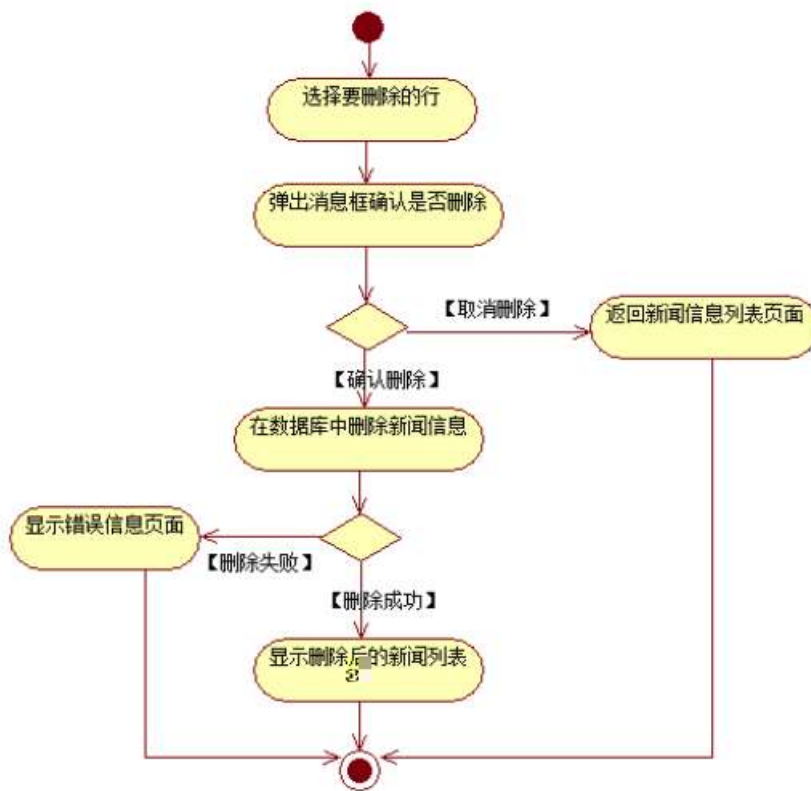 选择要删除的行
弹出消息框确认是否删除
【取消删除】
返回新闻信息列表页面
【确认删除】
在数据库中删除新闻信息
显示错误信息页面
【删除失败】
【删除成功】
显示删除后的新闻列表